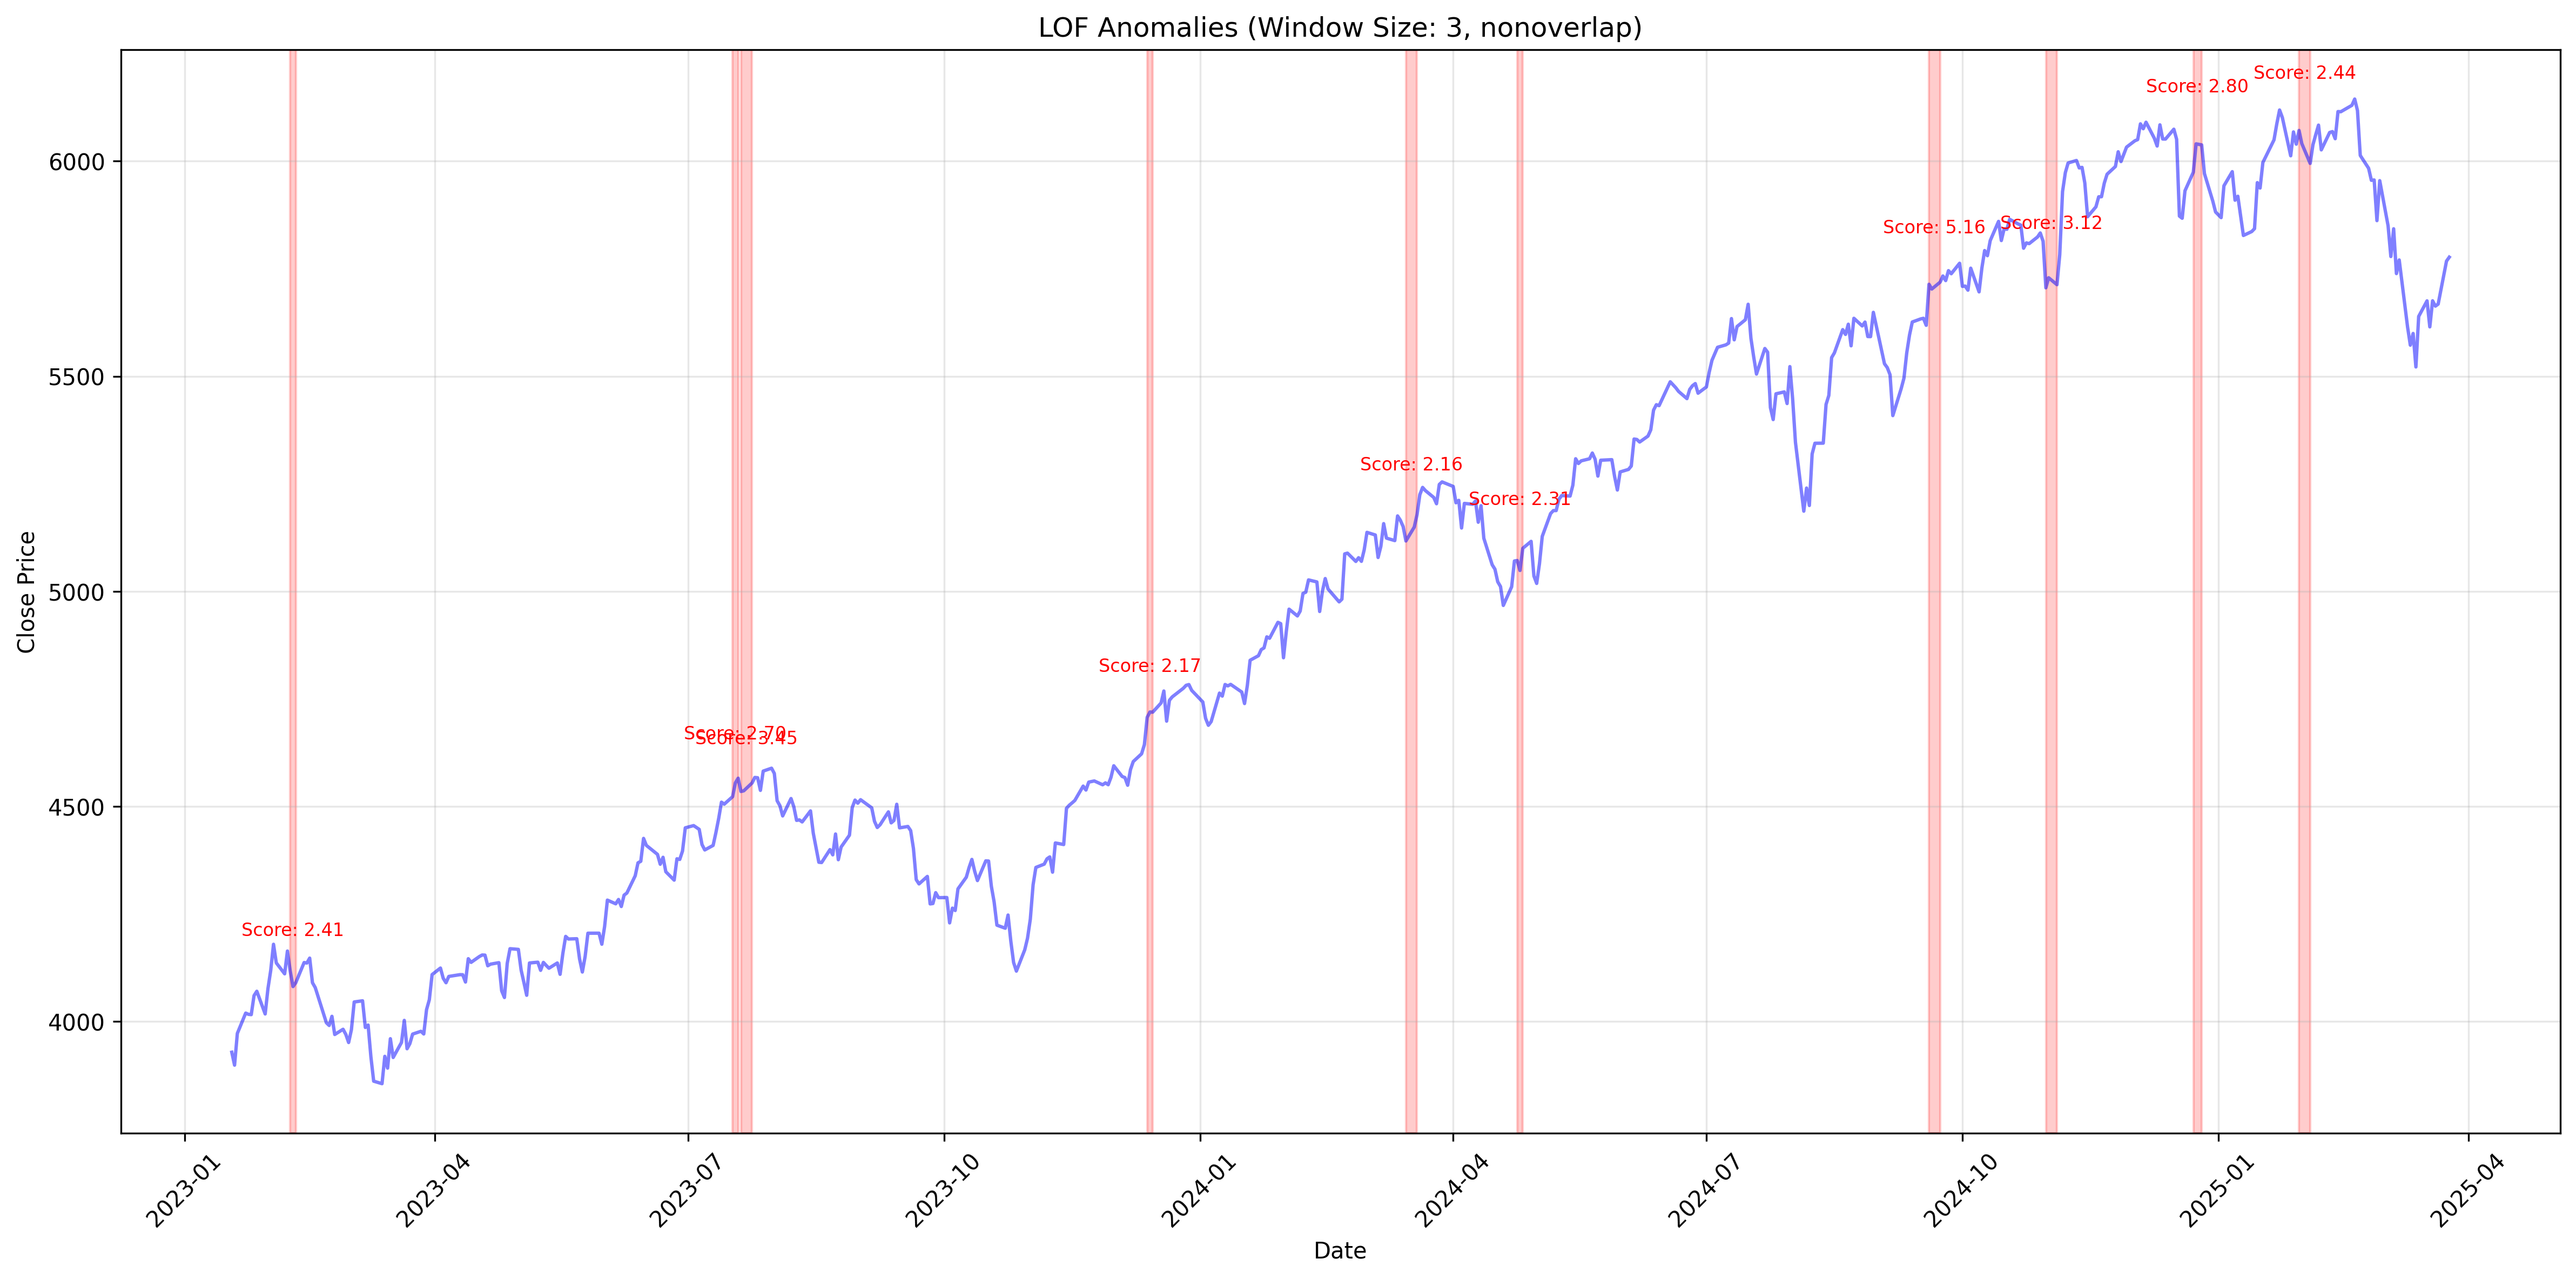 LOF Anomalies (Window Size: 3, nonoverlap)
Score: 2.44
Score: 2.80
6000
Score: 5.16
Score: 3.12
5500
Score: 2.16
Score: 2.31
5000
Close Price
Score: 2.17
Score: 2.70
Score: 3.45
4500
Score: 2.41
4000
2023-01
2023-04
2023-07
2023-10
2024-01
2024-04
2024-07
2024-10
2025-01
2025-04
Date